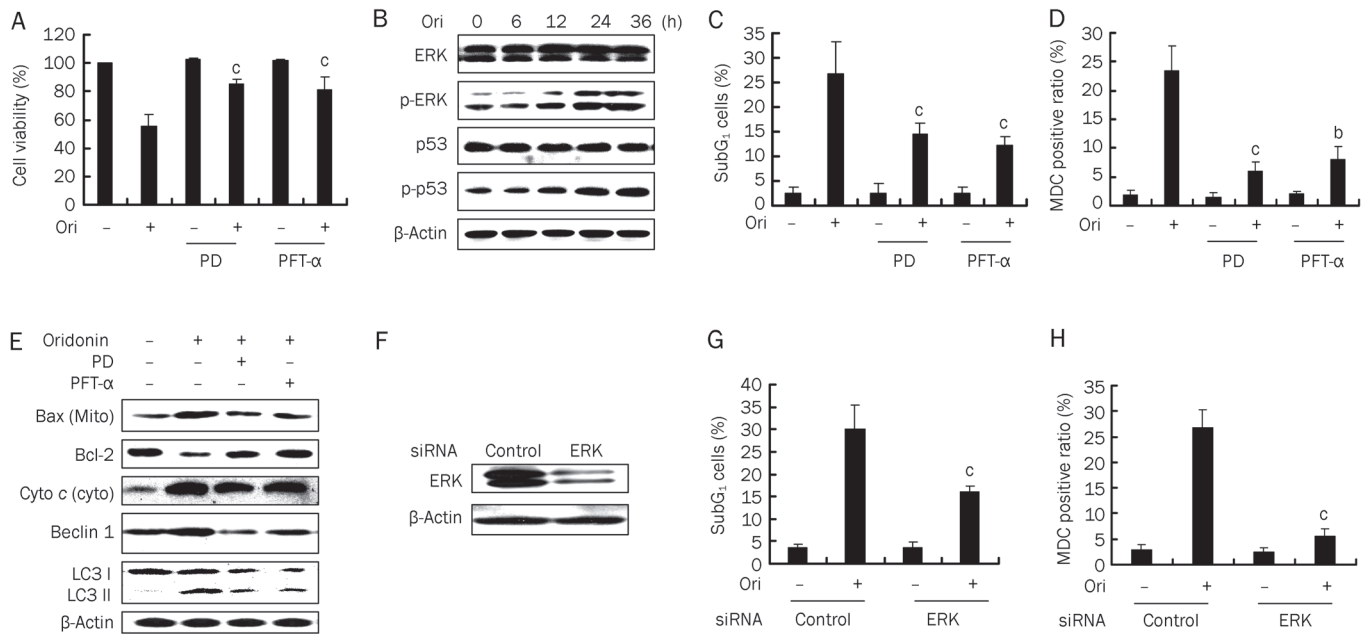 A
Cell viability (%)
120
100
80
60
40
20
0
c
c
Ori – + – + – +
PD PFT-α
B
Ori 0 6 12 24 36 (h)
ERK
p-ERK
p53
p-p53
β-Actin
C
SubG₁ cells (%)
35
30
25
20
15
10
5
0
c
c
Ori – + – + – +
PD PFT-α
D
MDC positive ratio (%)
30
25
20
15
10
5
0
c
b
Ori – + – + – +
PD PFT-α
E
Oridonin – + + +
PD – – + –
PFT-α – – – +
Bax (Mito)
Bcl-2
Cyto c (cyto)
Beclin 1
LC3 I
LC3 II
β-Actin
F
siRNA Control ERK
ERK
β-Actin
G
SubG₁ cells (%)
40
35
30
25
20
15
10
5
0
c
Ori – + – +
siRNA Control ERK
H
MDC positive ratio (%)
35
30
25
20
15
10
5
0
c
Ori – + – +
siRNA Control ERK